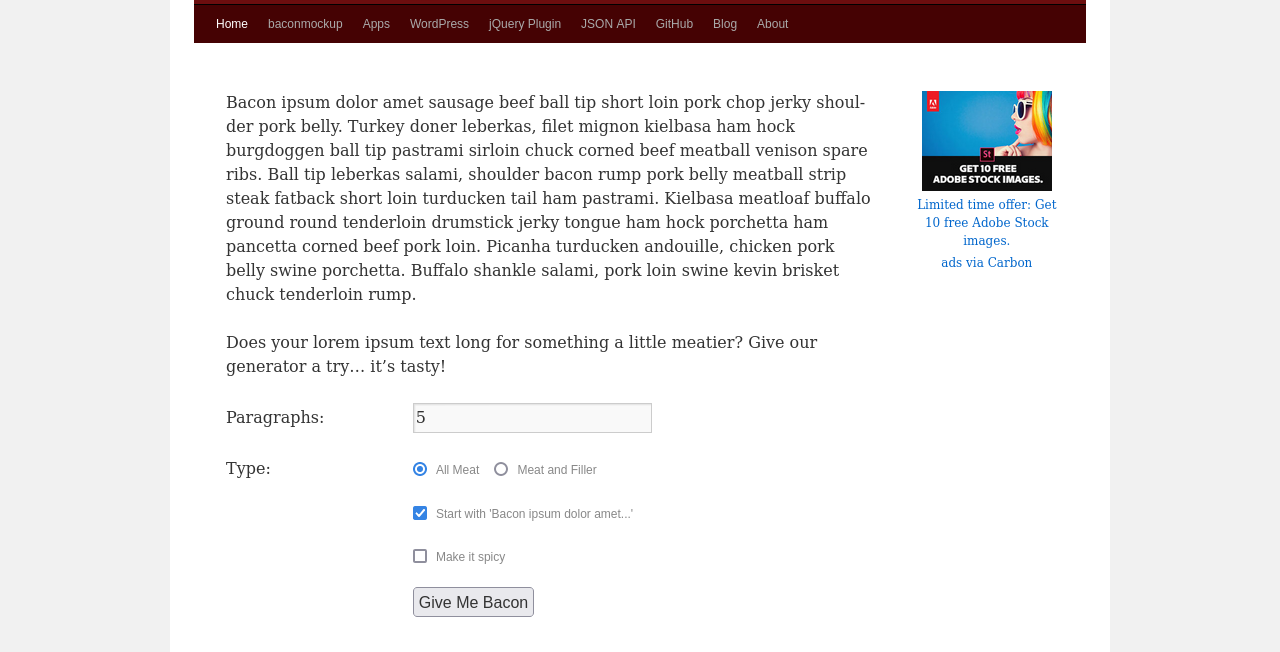 Home baconmockup Apps WordPress jQuery Plugin JSON API GitHub Blog About
Bacon ipsum dolor amet sausage beef ball tip short loin pork chop jerky shoul-
der pork belly. Turkey doner leberkas, filet mignon kielbasa ham hock
burgdoggen ball tip pastrami sirloin chuck corned beef meatball venison spare
ribs. Ball tip leberkas salami, shoulder bacon rump pork belly meatball strip
steak fatback short loin turducken tail ham pastrami. Kielbasa meatloaf buffalo
ground round tenderloin drumstick jerky tongue ham hock porchetta ham
pancetta corned beef pork loin. Picanha turducken andouille, chicken pork
belly swine porchetta. Buffalo shankle salami, pork loin swine kevin brisket
chuck tenderloin rump.
Does your lorem ipsum text long for something a little meatier? Give our
generator a try… it’s tasty!
Paragraphs: 5
Type: All Meat Meat and Filler
Start with 'Bacon ipsum dolor amet...'
Make it spicy
Give Me Bacon
St
GET 10 FREE
ADOBE STOCK IMAGES.
Limited time offer: Get
10 free Adobe Stock
images.
ads via Carbon